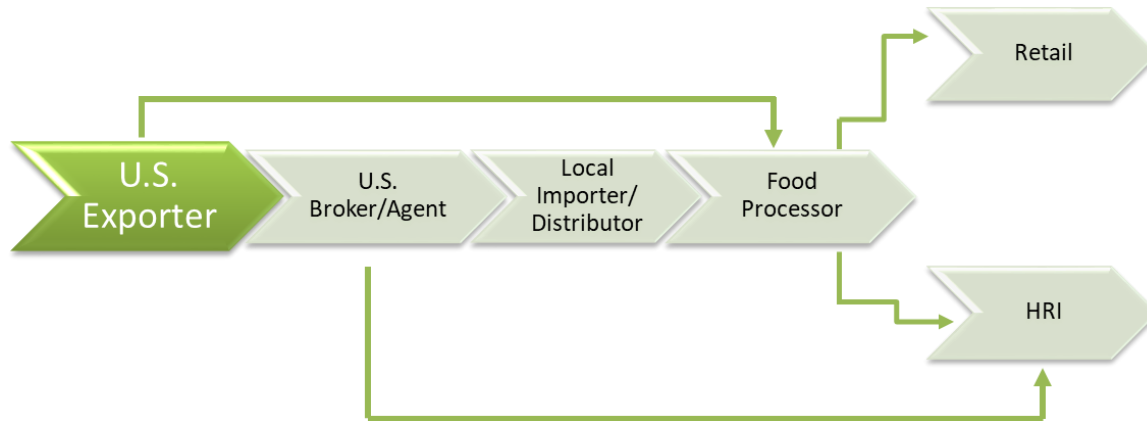 U.S.
Exporter
U.S.
Broker/Agent
Local
Importer/
Distributor
Food
Processor
Retail
HRI